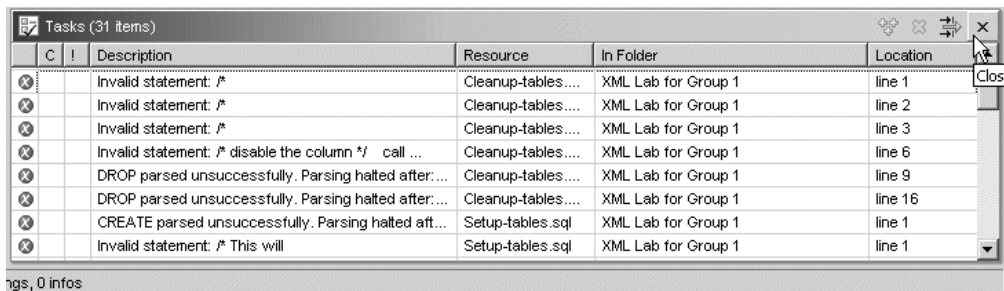 Tasks (31 items)
C ! Description Resource In Folder Location
Clos
Invalid statement: /* Cleanup-tables.... XML Lab for Group 1 line 1
Invalid statement: /* Cleanup-tables.... XML Lab for Group 1 line 2
Invalid statement: /* Cleanup-tables.... XML Lab for Group 1 line 3
Invalid statement: /* disable the column */ call ... Cleanup-tables.... XML Lab for Group 1 line 6
DROP parsed unsuccessfully. Parsing halted after:... Cleanup-tables.... XML Lab for Group 1 line 9
DROP parsed unsuccessfully. Parsing halted after:... Cleanup-tables.... XML Lab for Group 1 line 16
CREATE parsed unsuccessfully. Parsing halted aft... Setup-tables.sql XML Lab for Group 1 line 1
Invalid statement: /* This will Setup-tables.sql XML Lab for Group 1 line 1
ngs, 0 infos